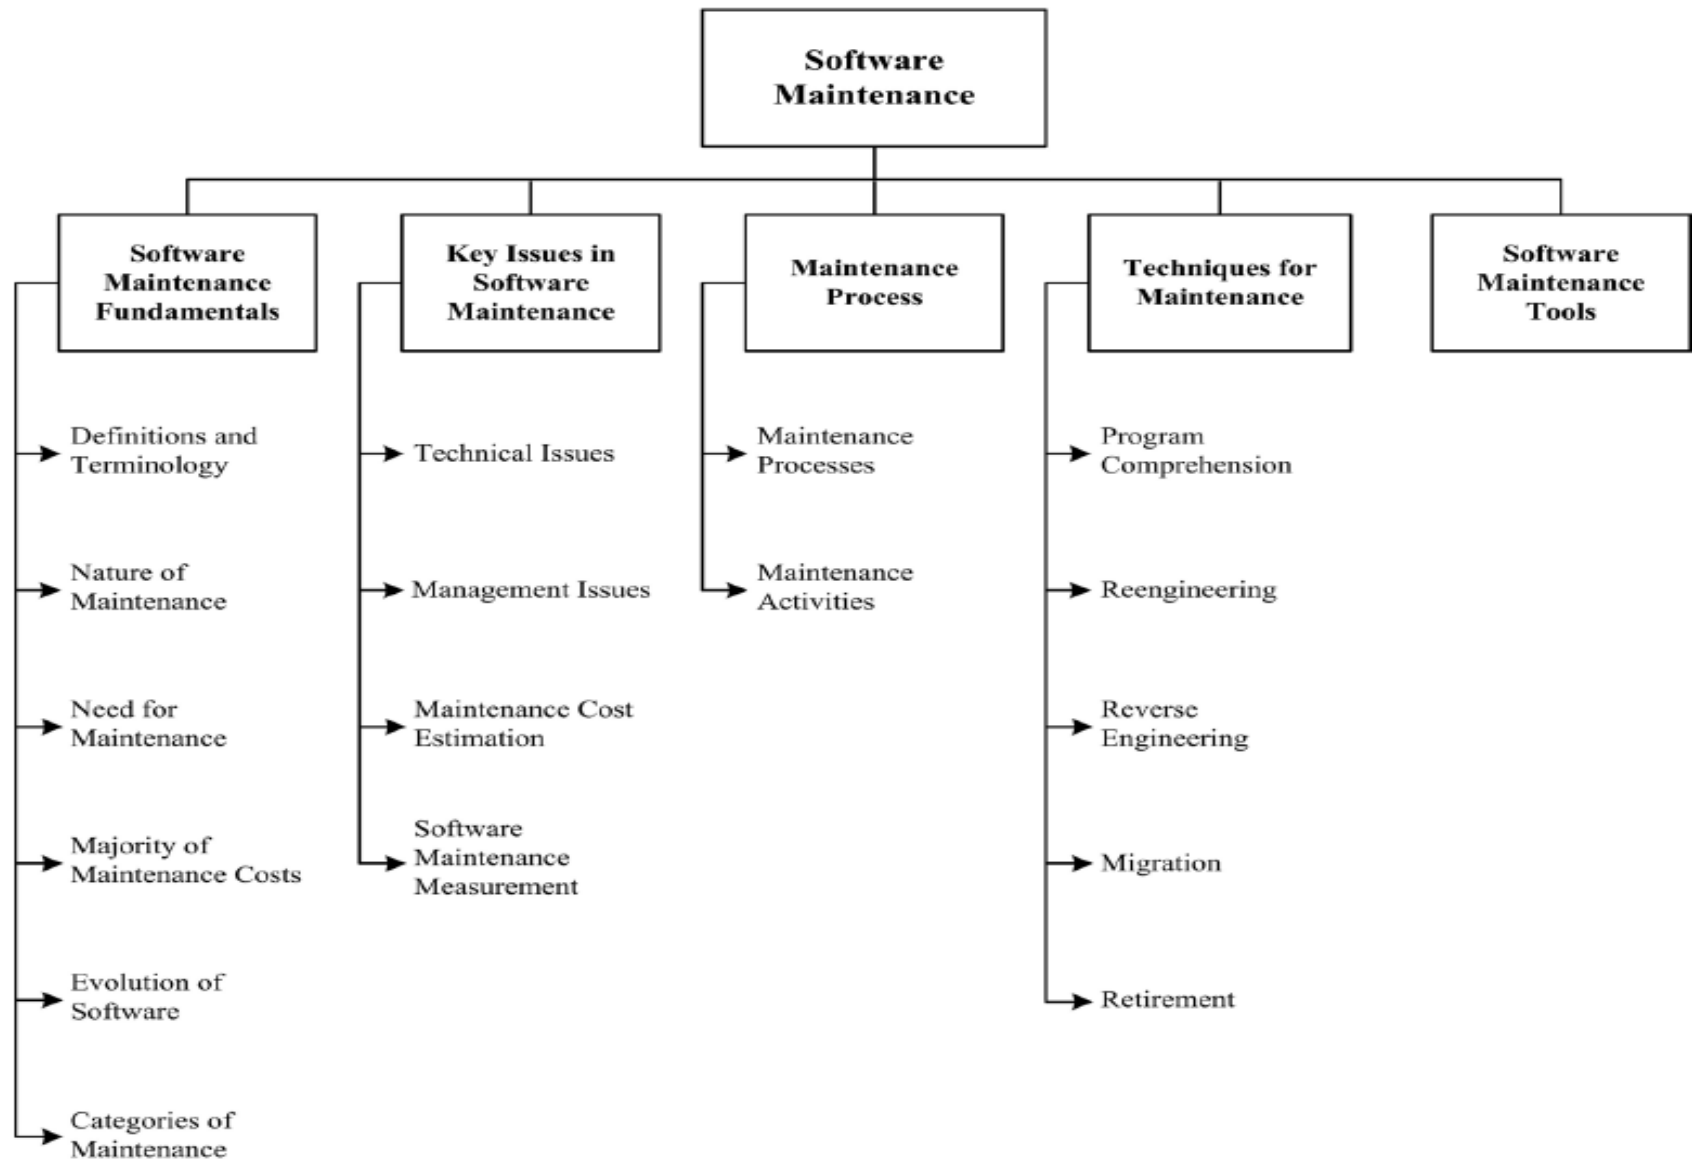 Software
Maintenance
Software
Maintenance
Fundamentals
Key Issues in
Software
Maintenance
Maintenance
Process
Techniques for
Maintenance
Software
Maintenance
Tools
Definitions and
Terminology
Nature of
Maintenance
Need for
Maintenance
Majority of
Maintenance Costs
Evolution of
Software
Categories of
Maintenance
Technical Issues
Management Issues
Maintenance Cost
Estimation
Software
Maintenance
Measurement
Maintenance
Processes
Maintenance
Activities
Program
Comprehension
Reengineering
Reverse
Engineering
Migration
Retirement